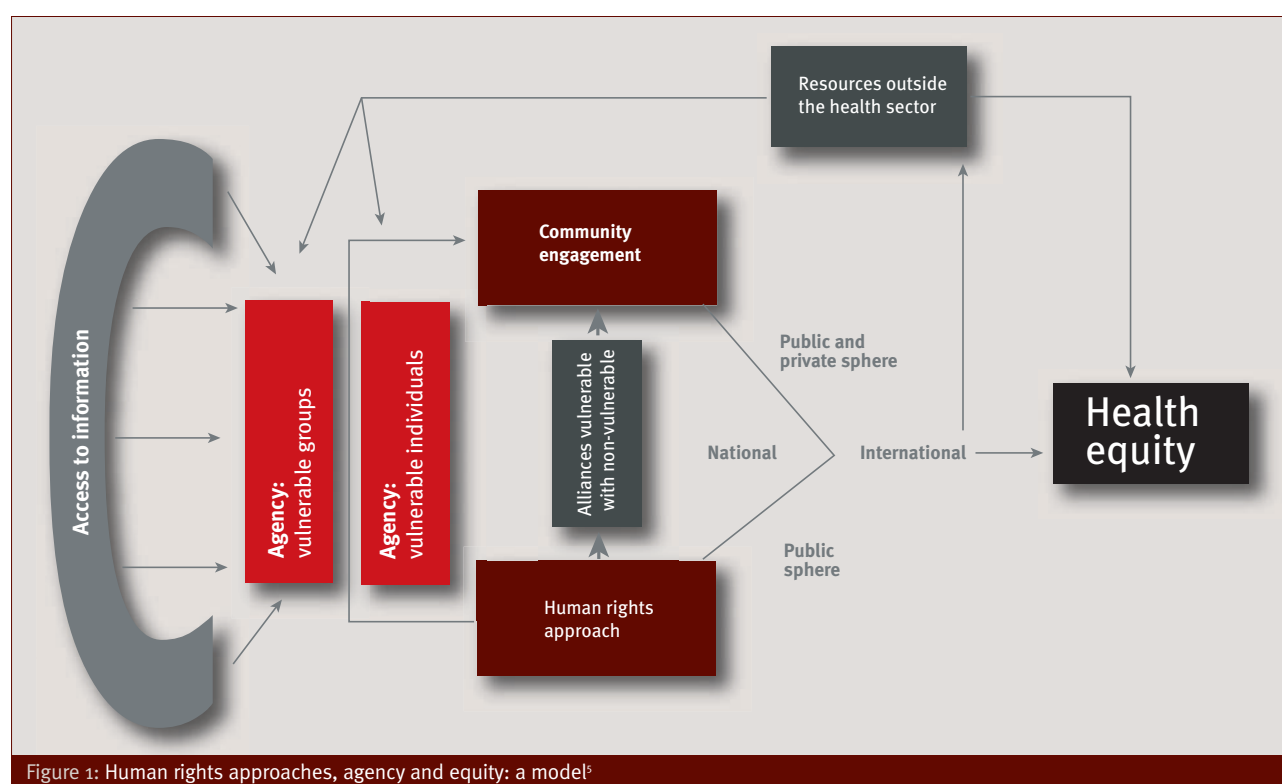 Resources outside
the health sector
Access to information
Agency:
vulnerable groups
Agency:
vulnerable individuals
Community
engagement
Alliances vulnerable
with non-vulnerable
Human rights
approach
Public and
private sphere
National
International
Public
sphere
Health
equity
Figure 1: Human rights approaches, agency and equity: a model⁵